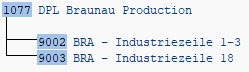 1077 DPL Braunau Production
9002 BRA - Industriezeile 1-3
9003 BRA - Industriezeile 18